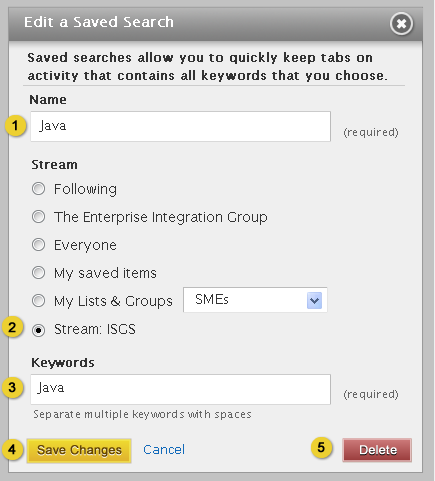 Edit a Saved Search
Saved searches allow you to quickly keep tabs on
activity that contains all keywords that you choose.
Name
1 Java (required)
Stream
Following
The Enterprise Integration Group
Everyone
My saved items
My Lists & Groups SMEs
2 Stream: ISGS
Keywords
3 Java (required)
Separate multiple keywords with spaces
4 Save Changes Cancel 5 Delete